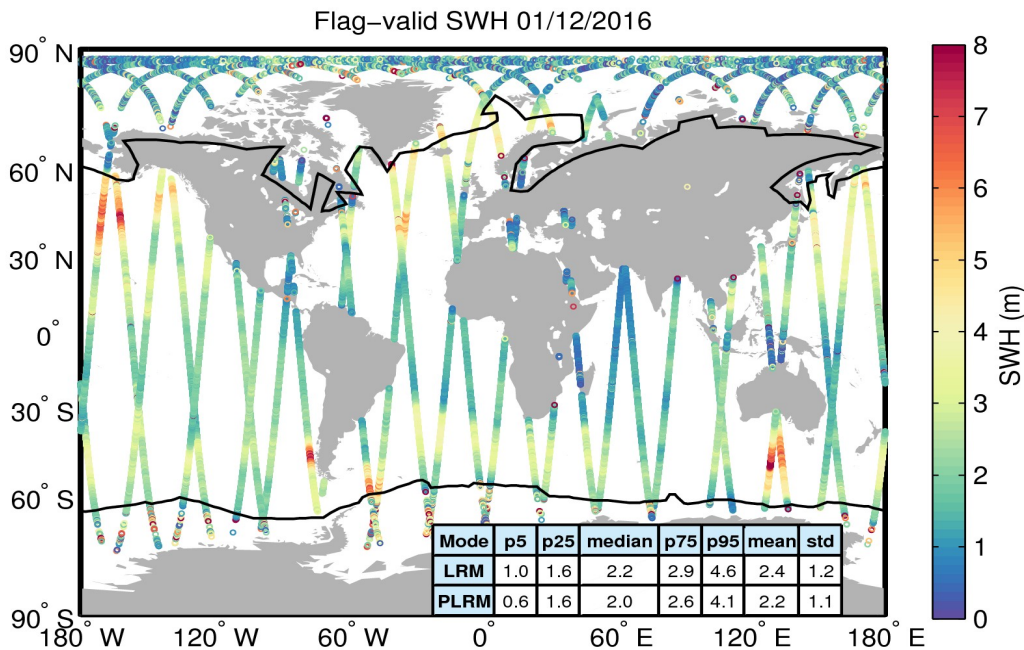 Flag−valid SWH 01/12/2016
90° N
60° N
30° N
0°
30° S
60° S
90° S
180° W
120° W
60° W
0°
60° E
120° E
180° E
8
7
6
5
4
3
2
1
0
SWH (m)
Mode p5 p25 median p75 p95 mean std
LRM 1.0 1.6 2.2 2.9 4.6 2.4 1.2
PLRM 0.6 1.6 2.0 2.6 4.1 2.2 1.1